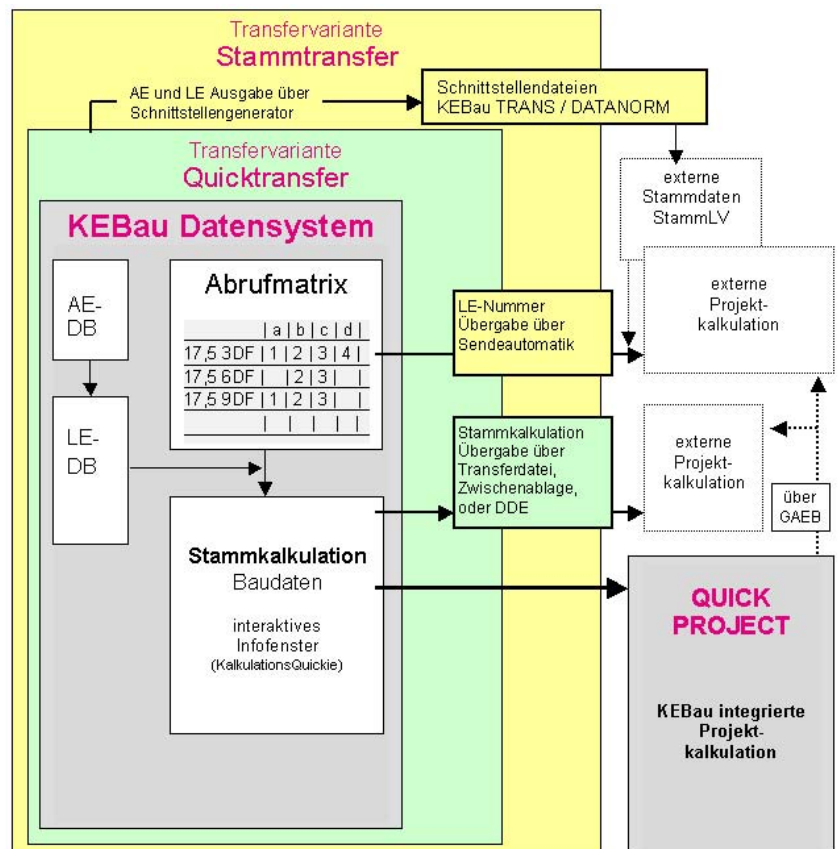 Transfervariante
Stammtransfer
AE und LE Ausgabe über
Schnittstellengenerator
Schnittstellendateien
KEBau TRANS / DATANORM
Transfervariante
Quicktransfer
externe
Stammdaten
StammLV
KEBau Datensystem
AE-
DB
LE-
DB
Abrufmatrix
|a|b|c|d|
17,5 3DF |1|2|3|4|
17,5 6DF | |2|3| |
17,5 9DF |1|2|3| |
| | | | |
LE-Nummer
Übergabe über
Sendeautomatik
externe
Projekt-
kalkulation
Stammkalkulation
Übergabe über
Transferdatei,
Zwischenablage,
oder DDE
externe
Projekt-
kalkulation
über
GAEB
Stammkalkulation
Baudaten
interaktives
Infofenster
(KalkulationsQuickie)
QUICK
PROJECT
KEBau integrierte
Projekt-
kalkulation